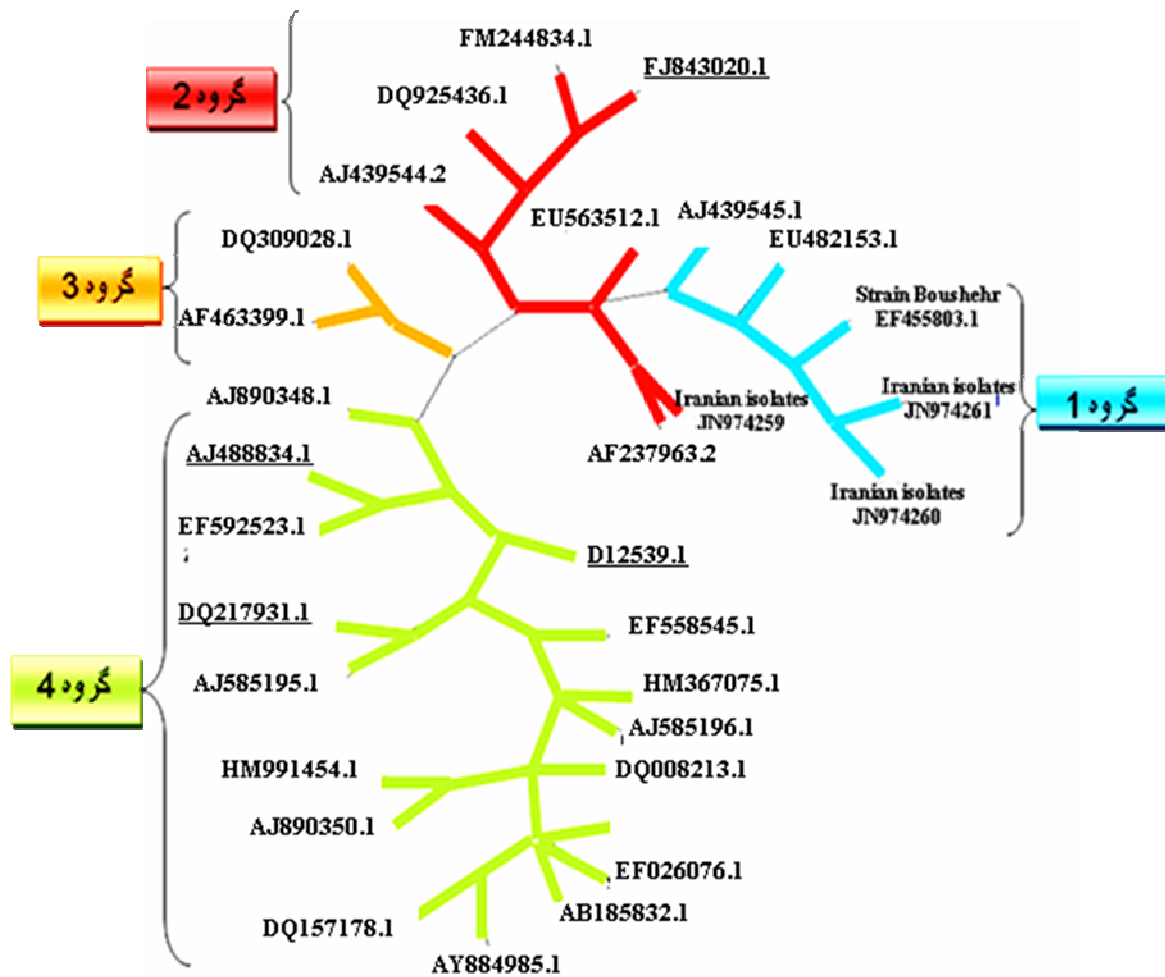 FM244834.1
FJ843020.1
گروه 2
DQ925436.1
AJ439544.2
EU563512.1
AJ439545.1
DQ309028.1
EU482153.1
گروه 3
Strain Boushehr
EF455803.1
AF463399.1
AJ890348.1
Iranian isolates
JN974259
Iranian isolates
JN974261
گروه 1
AJ488834.1
AF237963.2
Iranian isolates
JN974260
EF592523.1
D12539.1
DQ217931.1
EF558545.1
گروه 4
AJ585195.1
HM367075.1
AJ585196.1
HM991454.1
DQ008213.1
AJ890350.1
EF026076.1
AB185832.1
DQ157178.1
AY884985.1